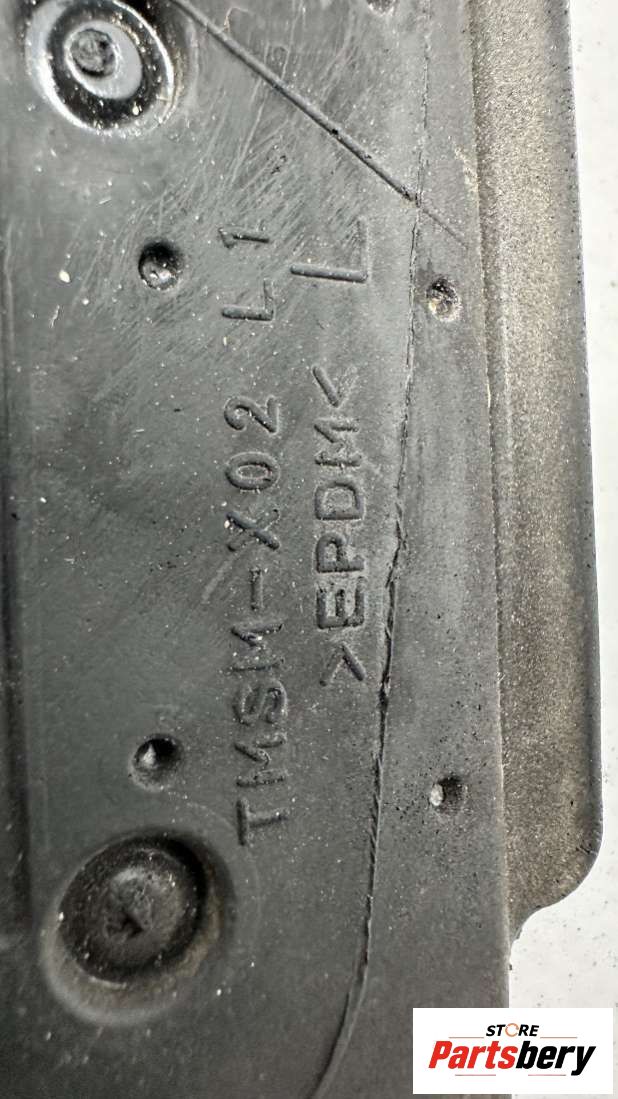 TMSM-X02 L1
>EPDM< L
STORE
Partsbery